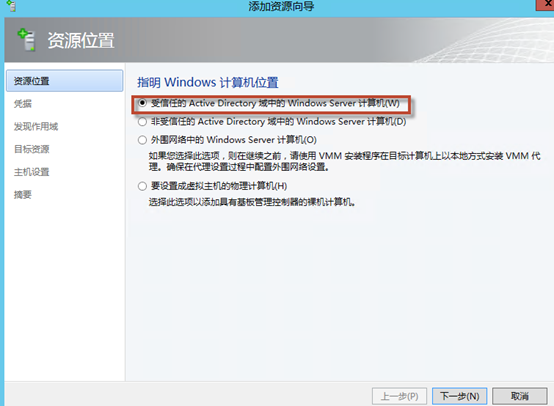 添加资源向导
资源位置
资源位置
凭据
发现作用域
目标资源
主机设置
摘要
指明 Windows 计算机位置
受信任的 Active Directory 域中的 Windows Server 计算机(W)
非受信任的 Active Directory 域中的 Windows Server 计算机(D)
外围网络中的 Windows Server 计算机(O)
如果您选择此选项，则在继续之前，请使用 VMM 安装程序在目标计算机上以本地方式安装 VMM 代
理。确保在代理设置过程中配置外围网络设置。
要设置成虚拟主机的物理计算机(H)
选择此选项以添加具有基板管理控制器的裸机计算机。
上一步(P)
下一步(N)
取消